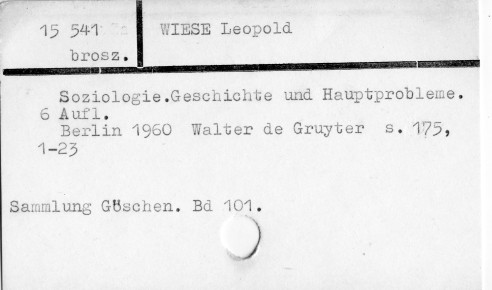 15 541
WIESE Leopold
brosz.
Soziologie.Geschichte und Hauptprobleme.
6 Aufl.
Berlin 1960 Walter de Gruyter s. 175,
1-23
Sammlung Göschen. Bd 101.